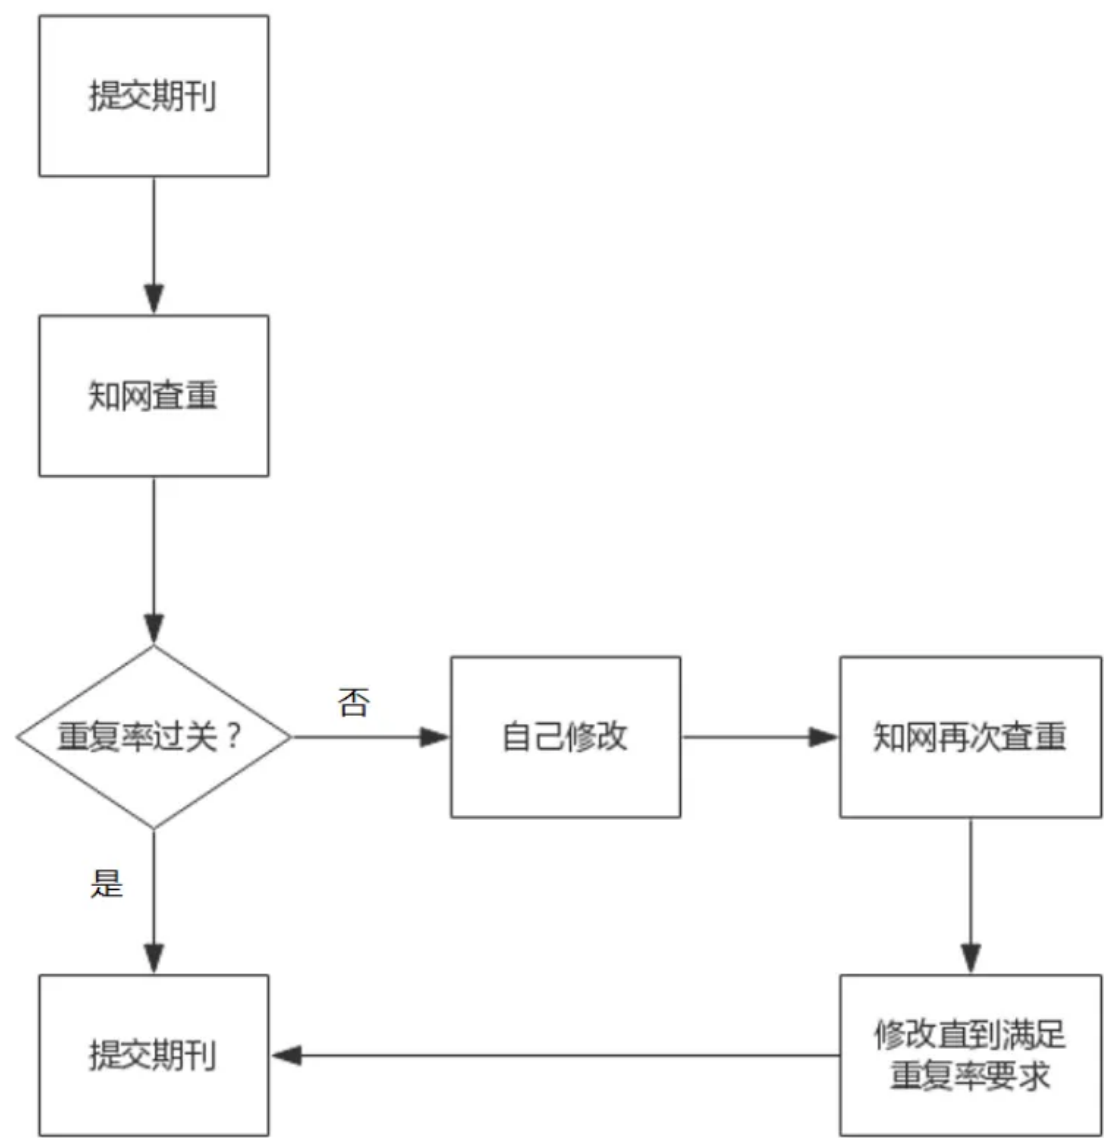 提交期刊
知网查重
重复率过关？
否
自己修改
知网再次查重
是
提交期刊
修改直到满足
重复率要求